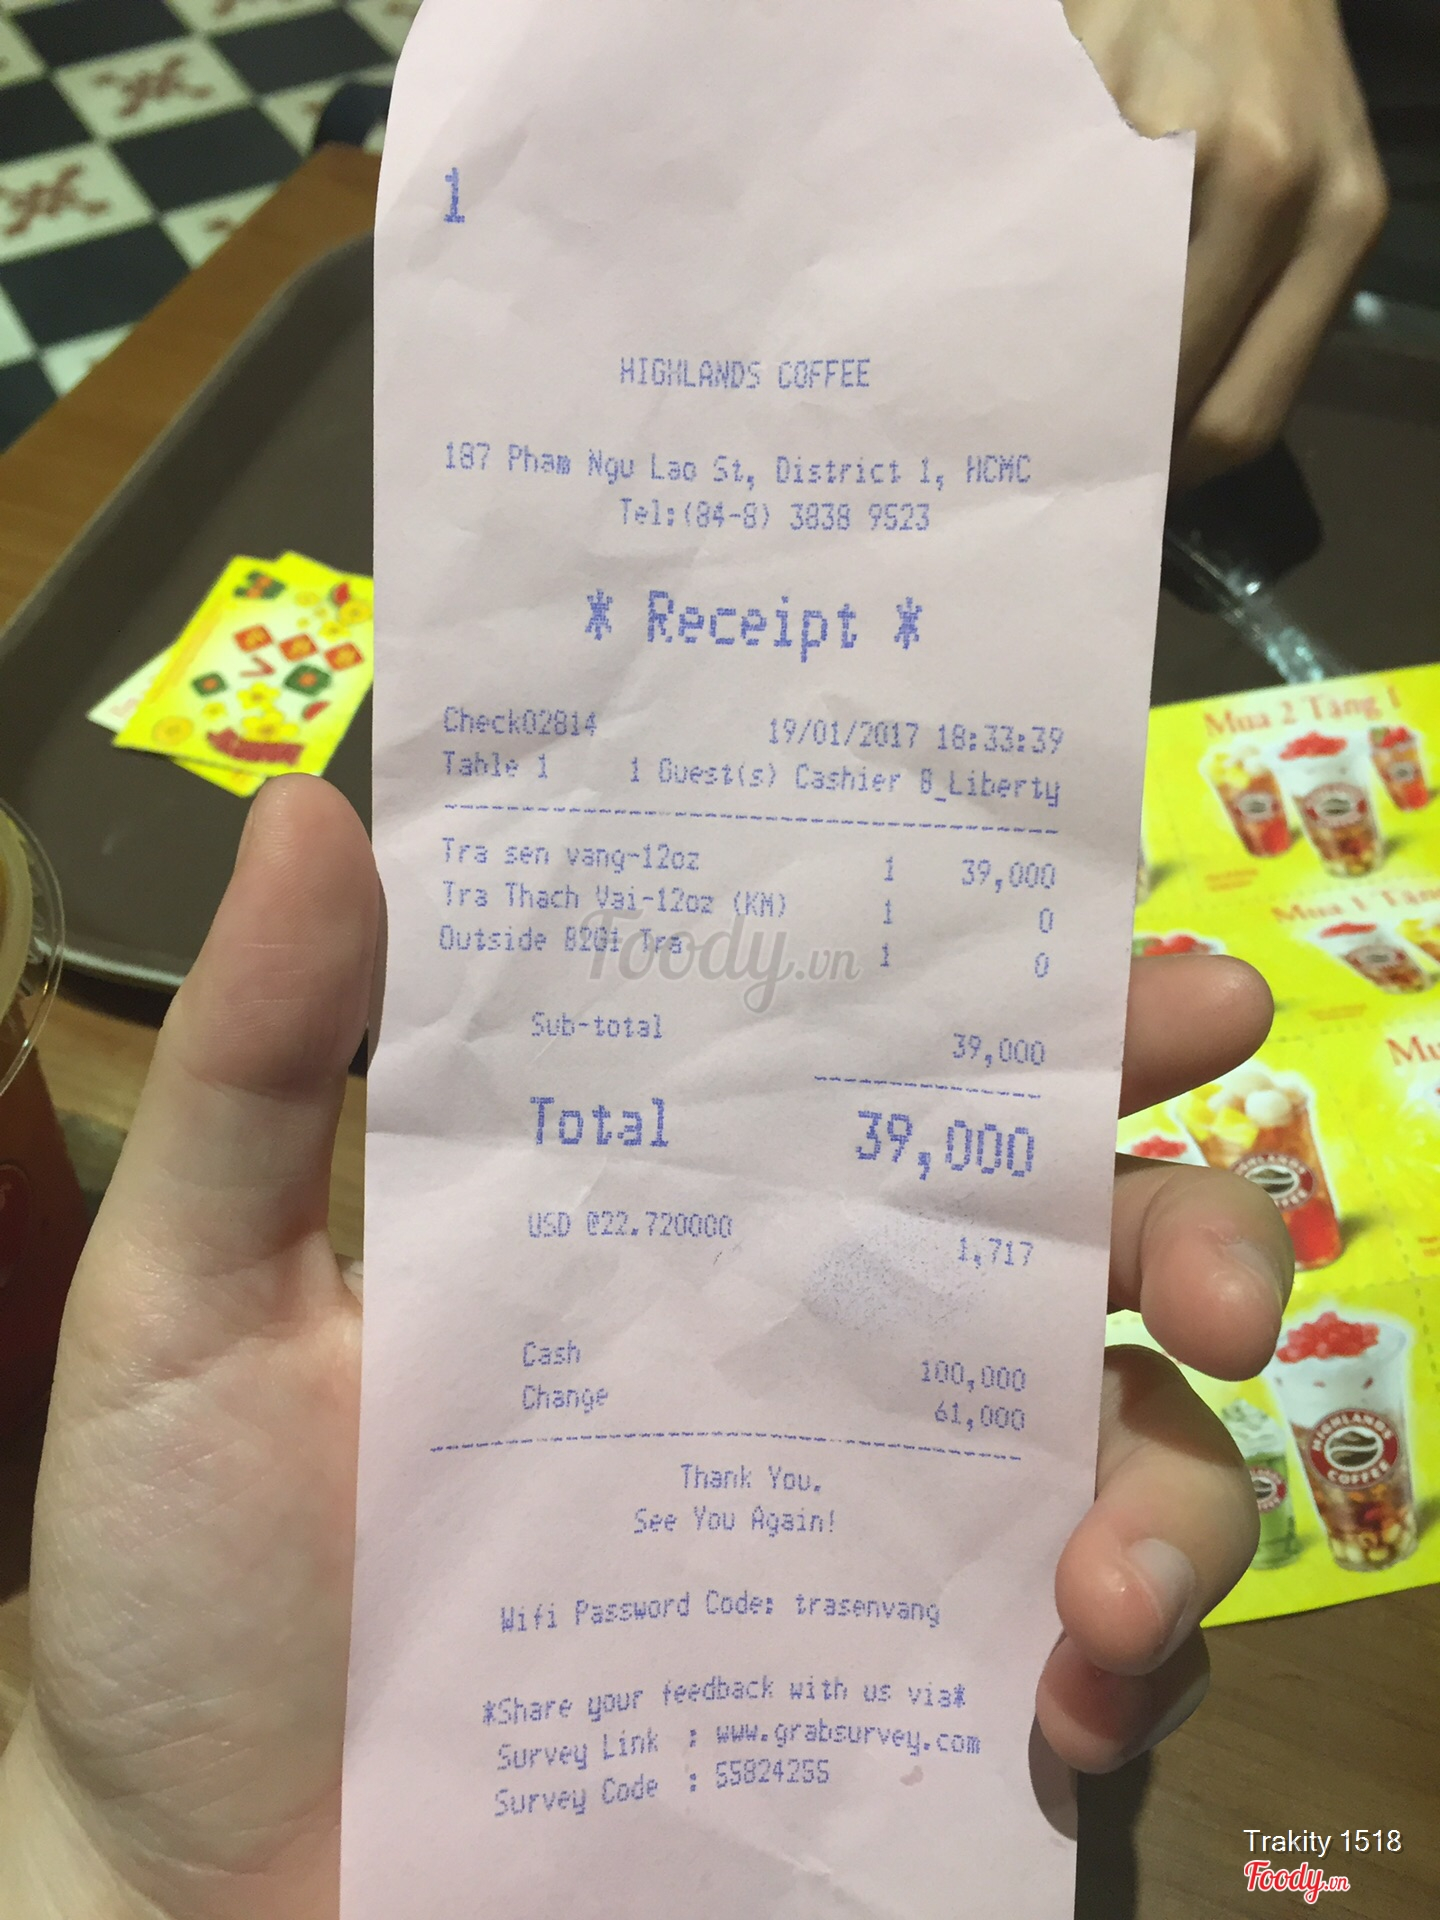 1
HIGHLANDS COFFEE
187 Pham Ngu Lao St, District 1, HCMC
Tel:(84-8) 3838 9523
* Receipt *
Check02814 19/01/2017 18:33:39
Table 1 1 Guest(s) Cashier 8_Liberty
Tra sen vang-12oz 1 39,000
Tra Thach Vai-12oz (KM) 1 0
Outside B2G1 Tra 1 0
Foody.vn
Sub-total 39,000
Total 39,000
USD @22.720000 1,717
Cash 100,000
Change 61,000
Thank You.
See You Again!
Wifi Password Code: trasenvang
*Share your feedback with us via*
Survey Link : www.grabsurvey.com
Survey Code : 55824255
Mua 2 Tặng 1
Mua 1 Tặng
HIGHLANDS COFFEE
Trakity 1518
Foody.vn